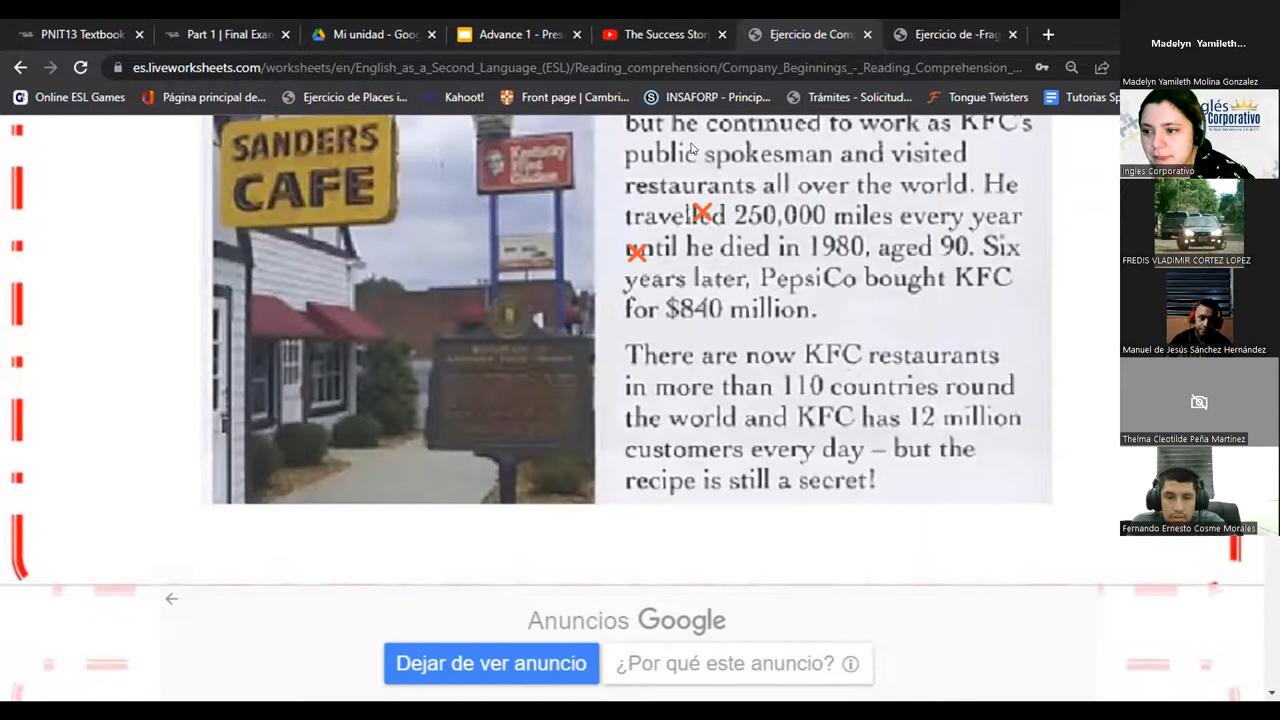 PNIT13 Textbook
Part 1 | Final Exan
Mi unidad - Goog
Advance 1 - Pres
The Success Stor
Ejercicio de Com
Ejercicio de -Frag
es.liveworksheets.com/worksheets/en/English_as_a_Second_Language_(ESL)/Reading_comprehension/Company_Beginnings_-_Reading_Comprehension_...
Online ESL Games
Página principal de...
Ejercicio de Places i...
Kahoot!
Front page | Cambri...
INSAFORP - Princip...
Trámites - Solicitud...
Tongue Twisters
Tutorias Sp
SANDERS
CAFE
Kentucky
Fried
Chicken
but he continued to work as KFC's
public spokesman and visited
restaurants all over the world. He
travelled 250,000 miles every year
until he died in 1980, aged 90. Six
years later, PepsiCo bought KFC
for $840 million.
There are now KFC restaurants
in more than 110 countries round
the world and KFC has 12 million
customers every day – but the
recipe is still a secret!
Anuncios Google
Dejar de ver anuncio
¿Por qué este anuncio?
Madelyn Yamileth...
Madelyn Yamileth Molina Gonzalez
nglés
Corporativo
Ingles Corporativo
FREDIS VLADIMIR CORTEZ LOPEZ
Manuel de Jesús Sánchez Hernández
Thelma Cleotilde Peña Martinez
Fernando Ernesto Cosme Morales